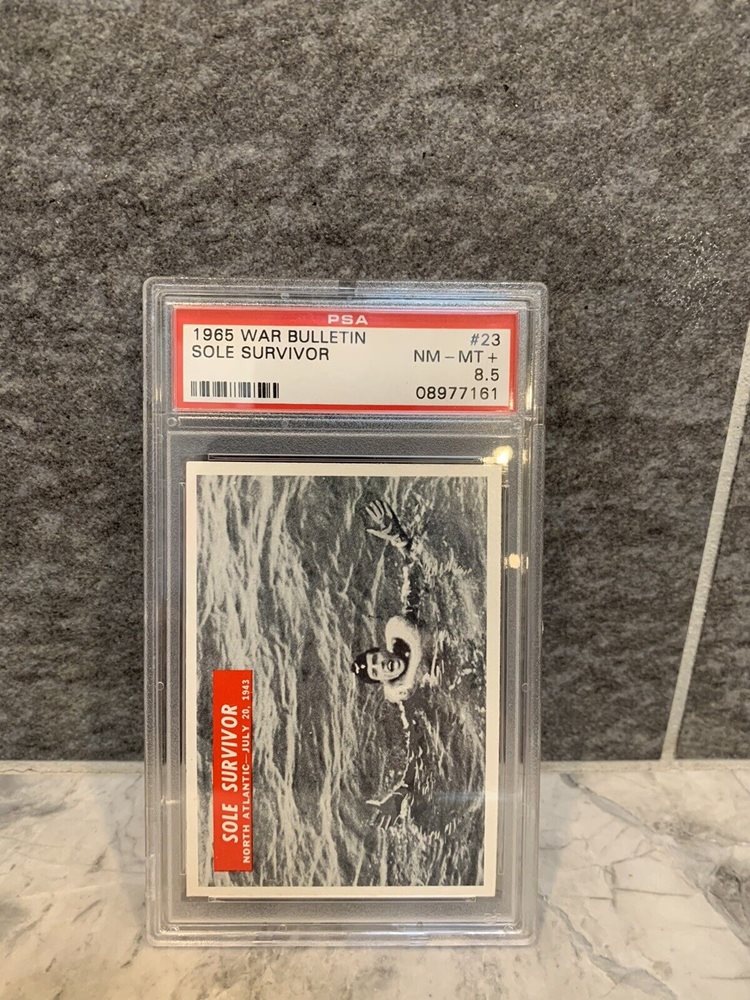 PSA
1965 WAR BULLETIN #23
SOLE SURVIVOR NM-MT+
8.5
08977161
SOLE SURVIVOR
NORTH ATLANTIC—JULY 20, 1943